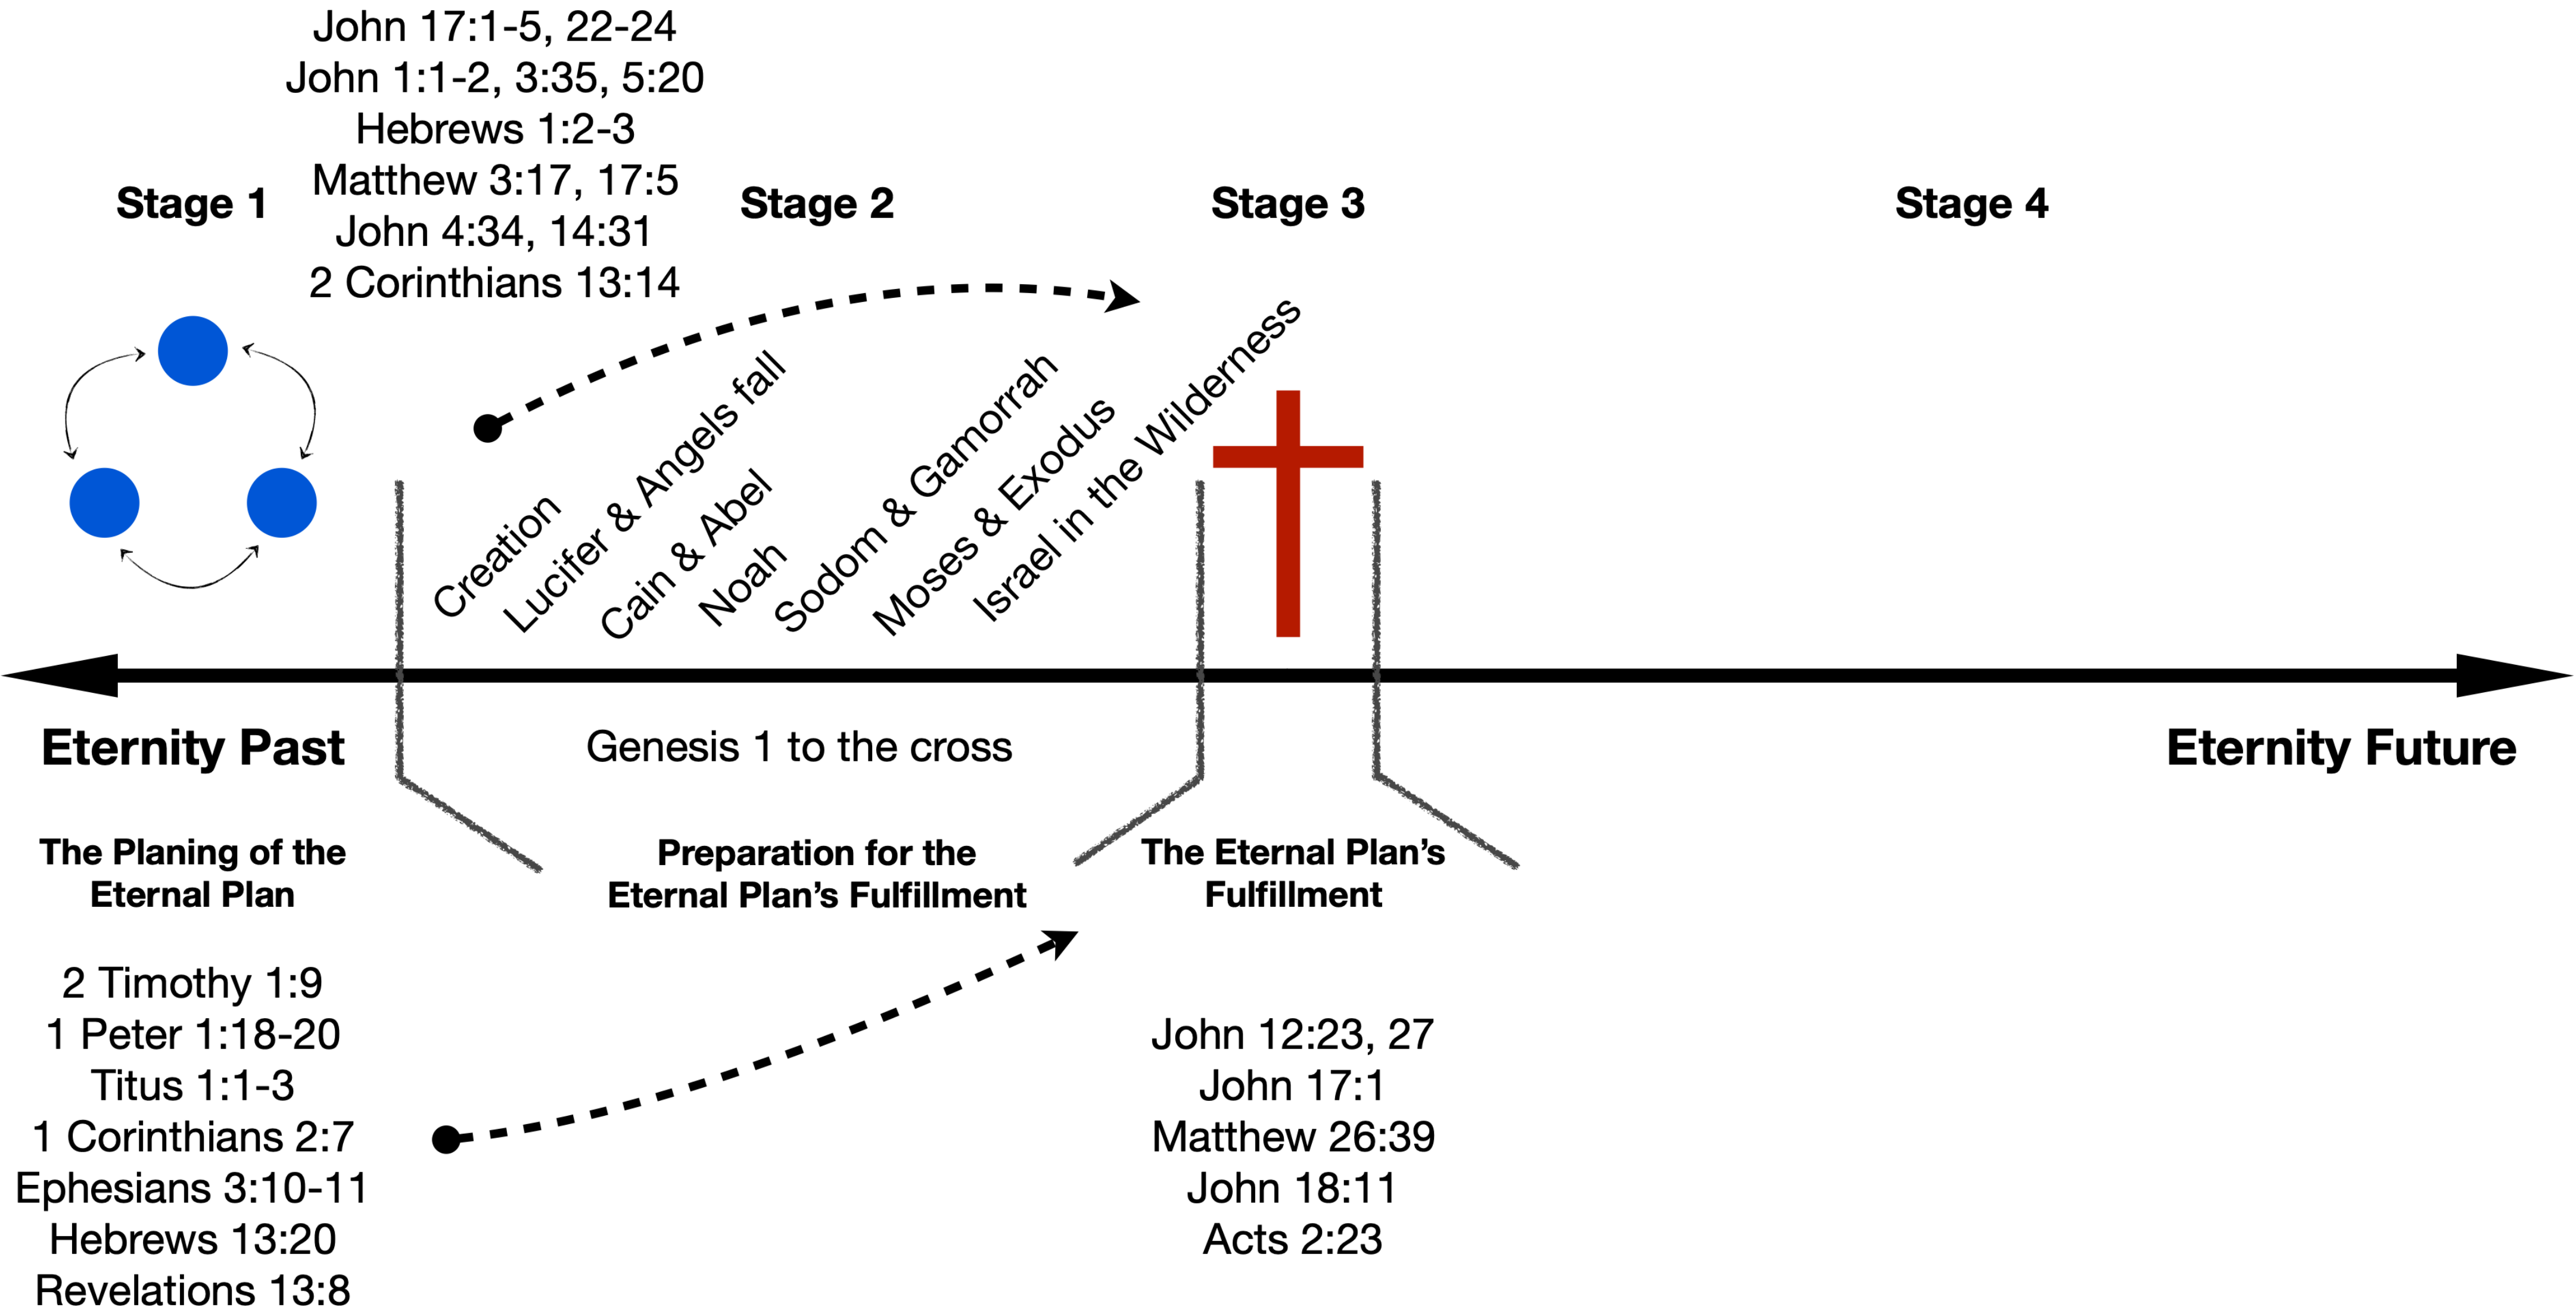 John 17:1-5, 22-24
John 1:1-2, 3:35, 5:20
Hebrews 1:2-3
Matthew 3:17, 17:5
John 4:34, 14:31
2 Corinthians 13:14
Stage 1
Stage 2
Stage 3
Stage 4
Creation
Lucifer & Angels fall
Cain & Abel
Noah
Sodom & Gamorrah
Moses & Exodus
Israel in the Wilderness
Eternity Past
Genesis 1 to the cross
Eternity Future
The Planing of the
Eternal Plan
Preparation for the
Eternal Plan’s Fulfillment
The Eternal Plan’s
Fulfillment
2 Timothy 1:9
1 Peter 1:18-20
Titus 1:1-3
1 Corinthians 2:7
Ephesians 3:10-11
Hebrews 13:20
Revelations 13:8
John 12:23, 27
John 17:1
Matthew 26:39
John 18:11
Acts 2:23